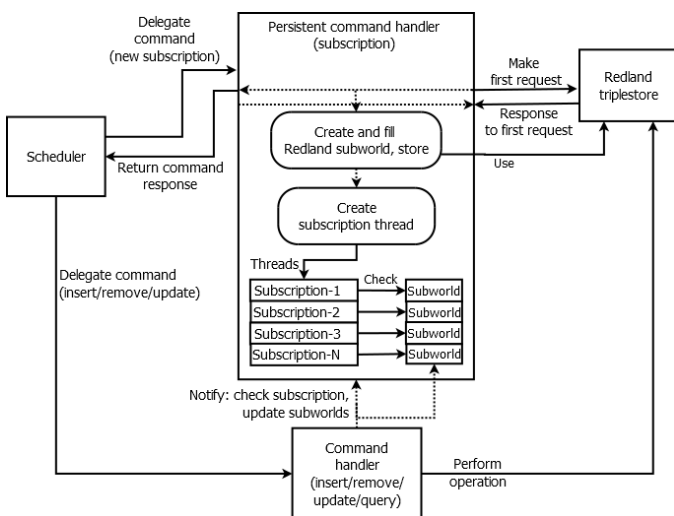 Delegate
command
(new subscription)
Persistent command handler
(subscription)
Make
first request
Redland
triplestore
Response
to first request
Scheduler
Return command
response
Create and fill
Redland subworld, store
Use
Create
subscription thread
Delegate command
(insert/remove/update)
Threads
Check
Subscription-1
Subworld
Subscription-2
Subworld
Subscription-3
Subworld
Subscription-N
Subworld
Notify: check subscription,
update subworlds
Command
handler
(insert/remove/
update/query)
Perform
operation